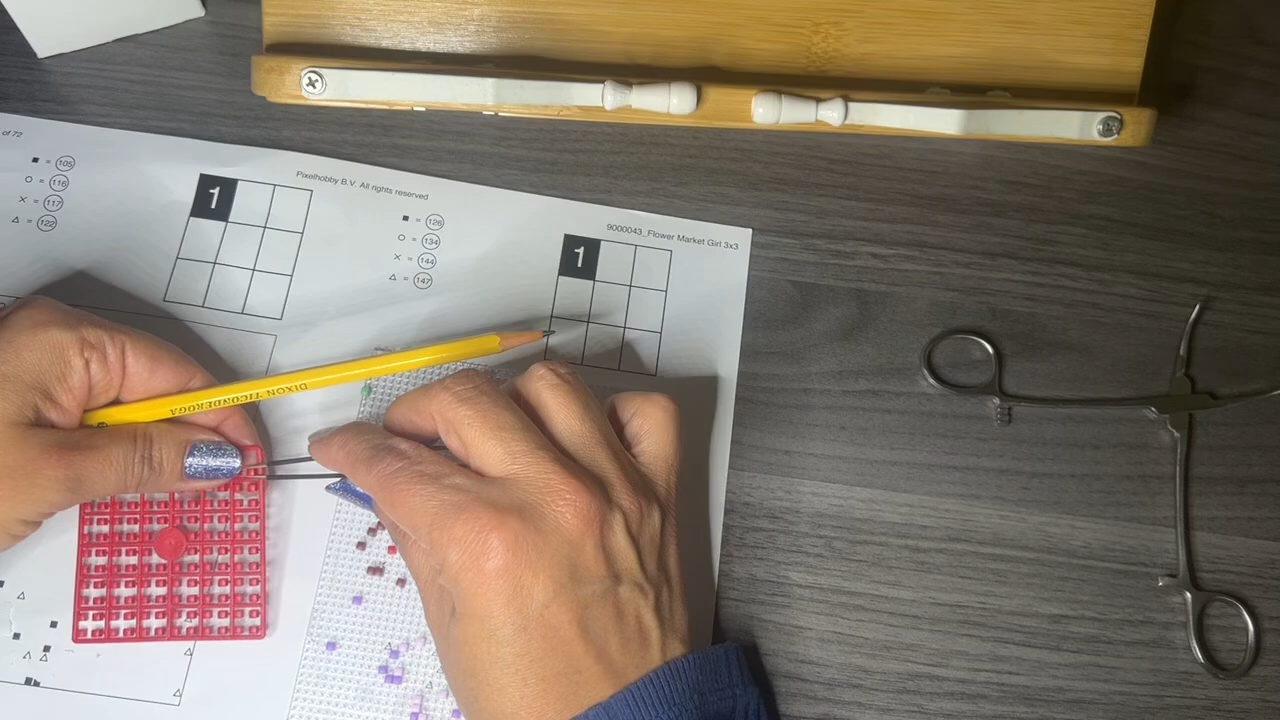 of 72
■ = 105
O = 116
X = 117
△ = 122
1
Pixelhobby B.V. All rights reserved
■ = 126
O = 134
X = 144
△ = 147
9000043_Flower Market Girl 3x3
1
DIXON TICONDEROGA